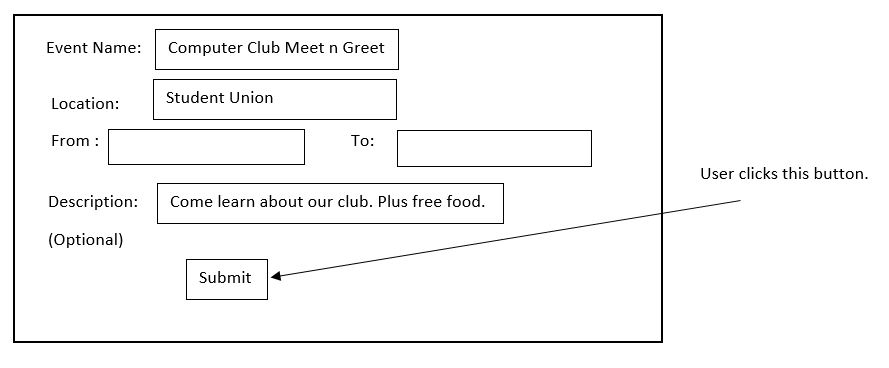 Event Name: Computer Club Meet n Greet
Location: Student Union
From : To:
User clicks this button.
Description: Come learn about our club. Plus free food.
(Optional)
Submit